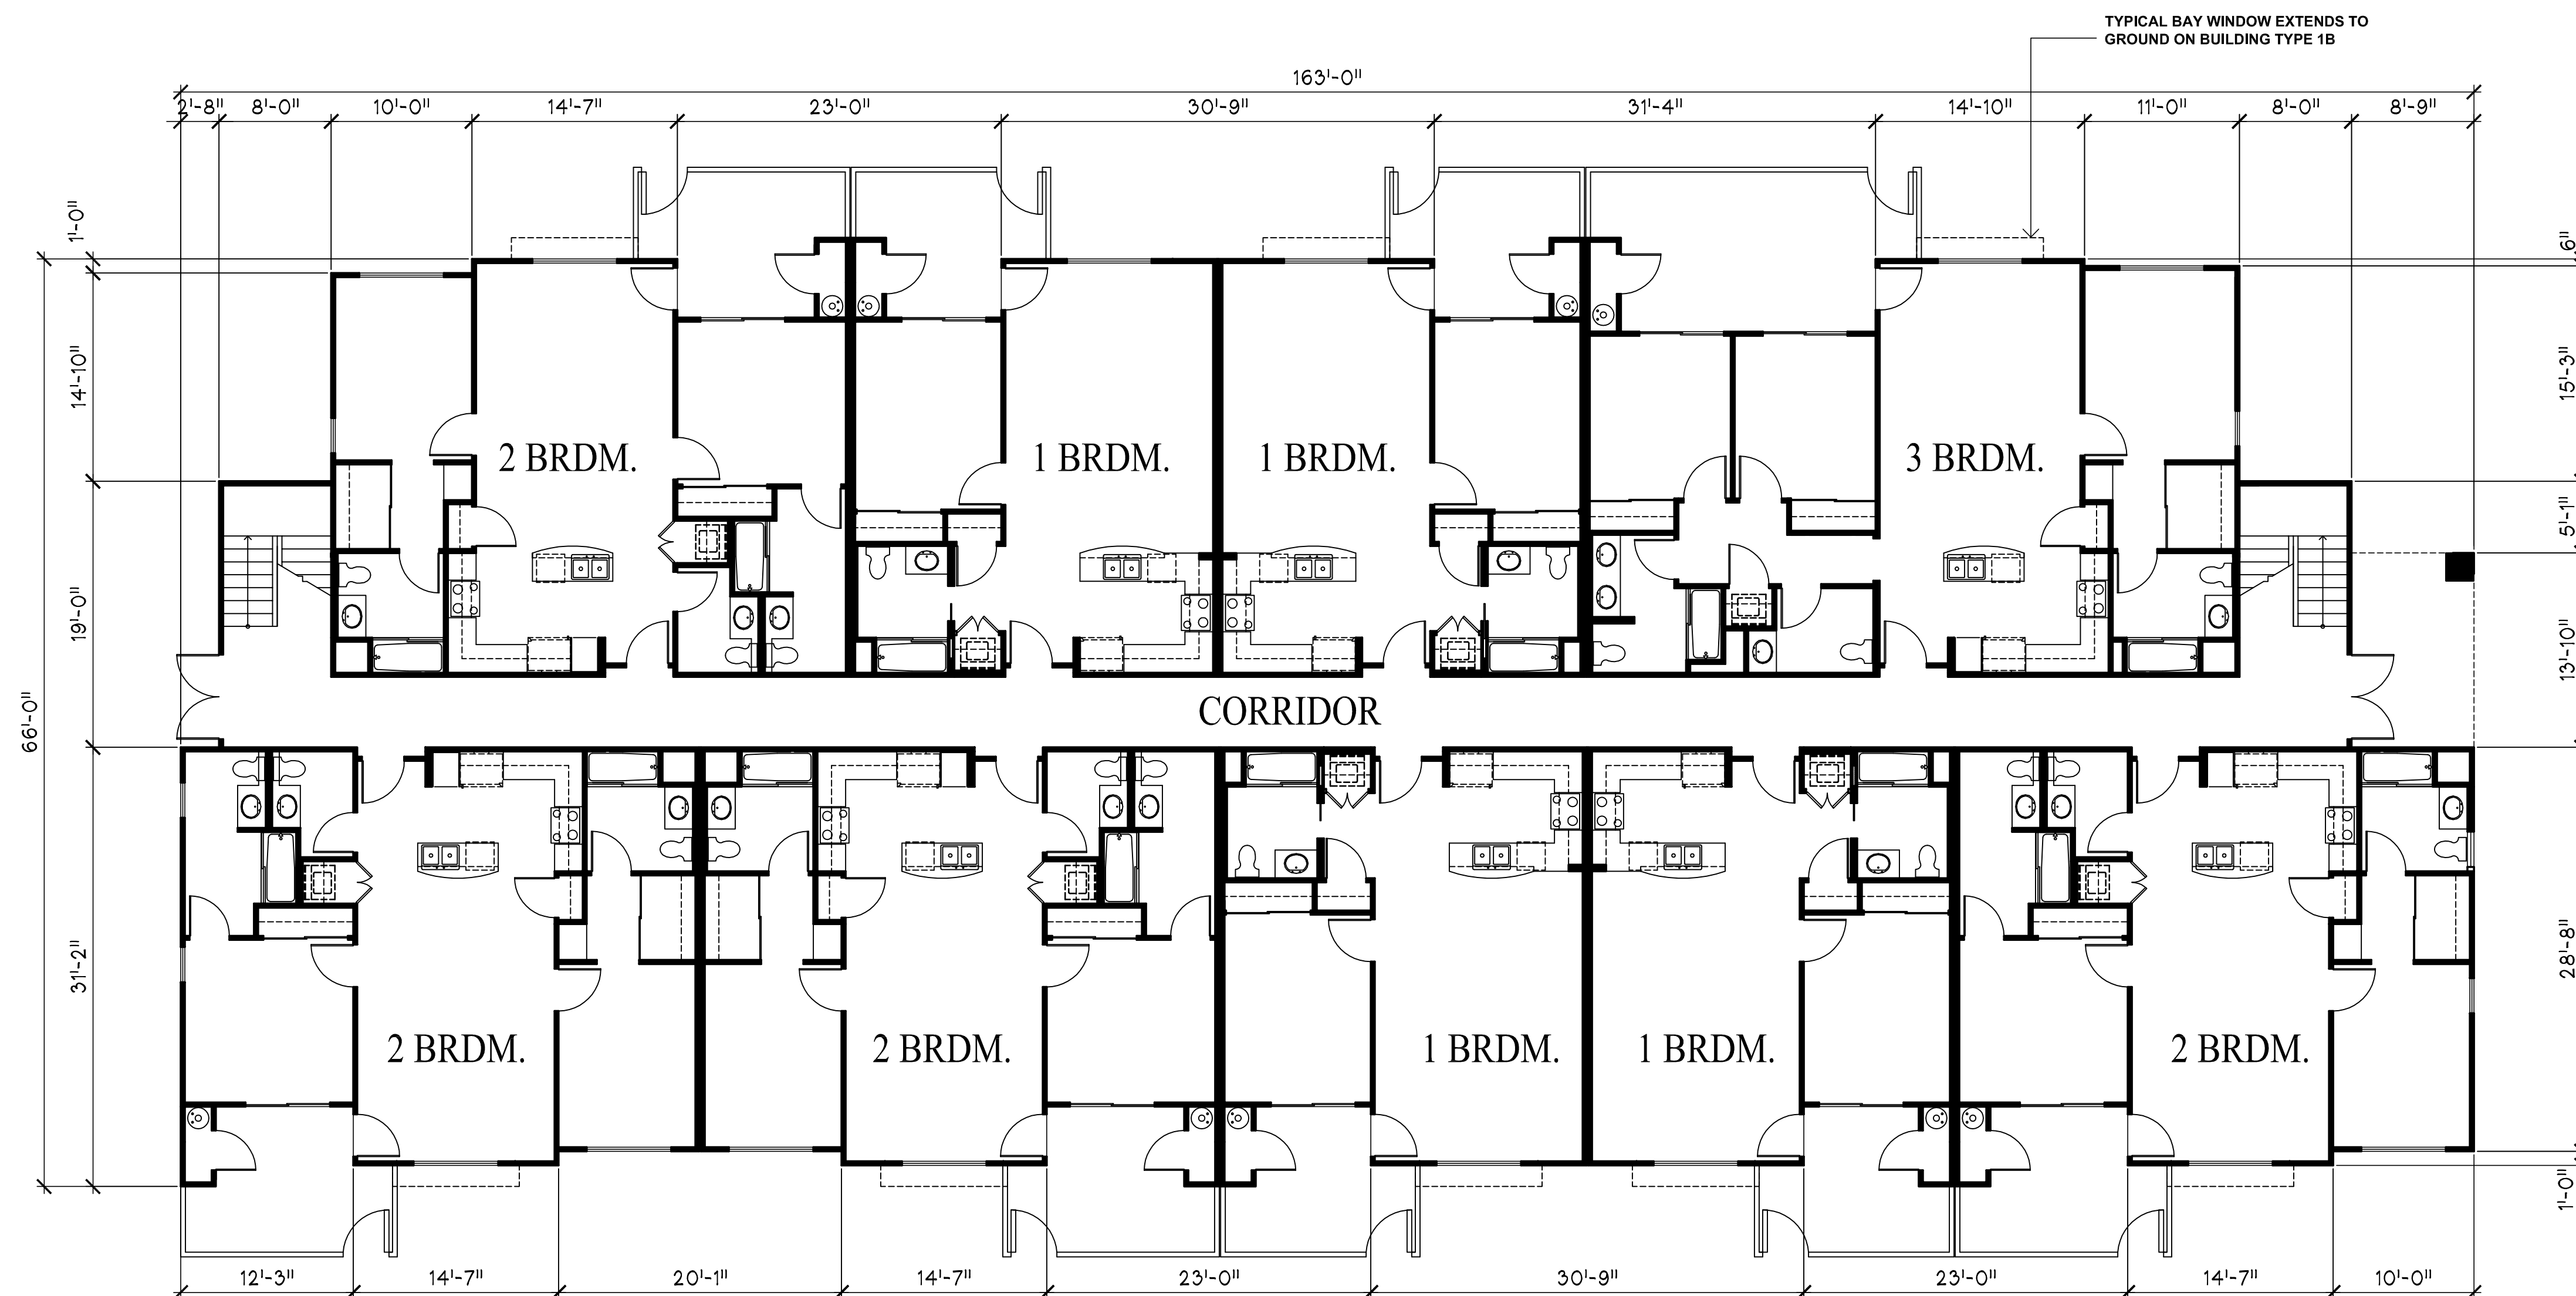 TYPICAL BAY WINDOW EXTENDS TO
GROUND ON BUILDING TYPE 1B
163'-0"
2'-8" 8'-0" 10'-0" 14'-7" 23'-0" 30'-9" 31'-4" 14'-10" 11'-0" 8'-0" 8'-9"
1'-0"
6"
14'-10"
15'-3"
2 BRDM. 1 BRDM. 1 BRDM. 3 BRDM.
5'-1"
19'-0"
13'-10"
66'-0"
CORRIDOR
31'-2"
28'-8"
2 BRDM. 2 BRDM. 1 BRDM. 1 BRDM. 2 BRDM.
1'-0"
12'-3" 14'-7" 20'-1" 14'-7" 23'-0" 30'-9" 23'-0" 14'-7" 10'-0"